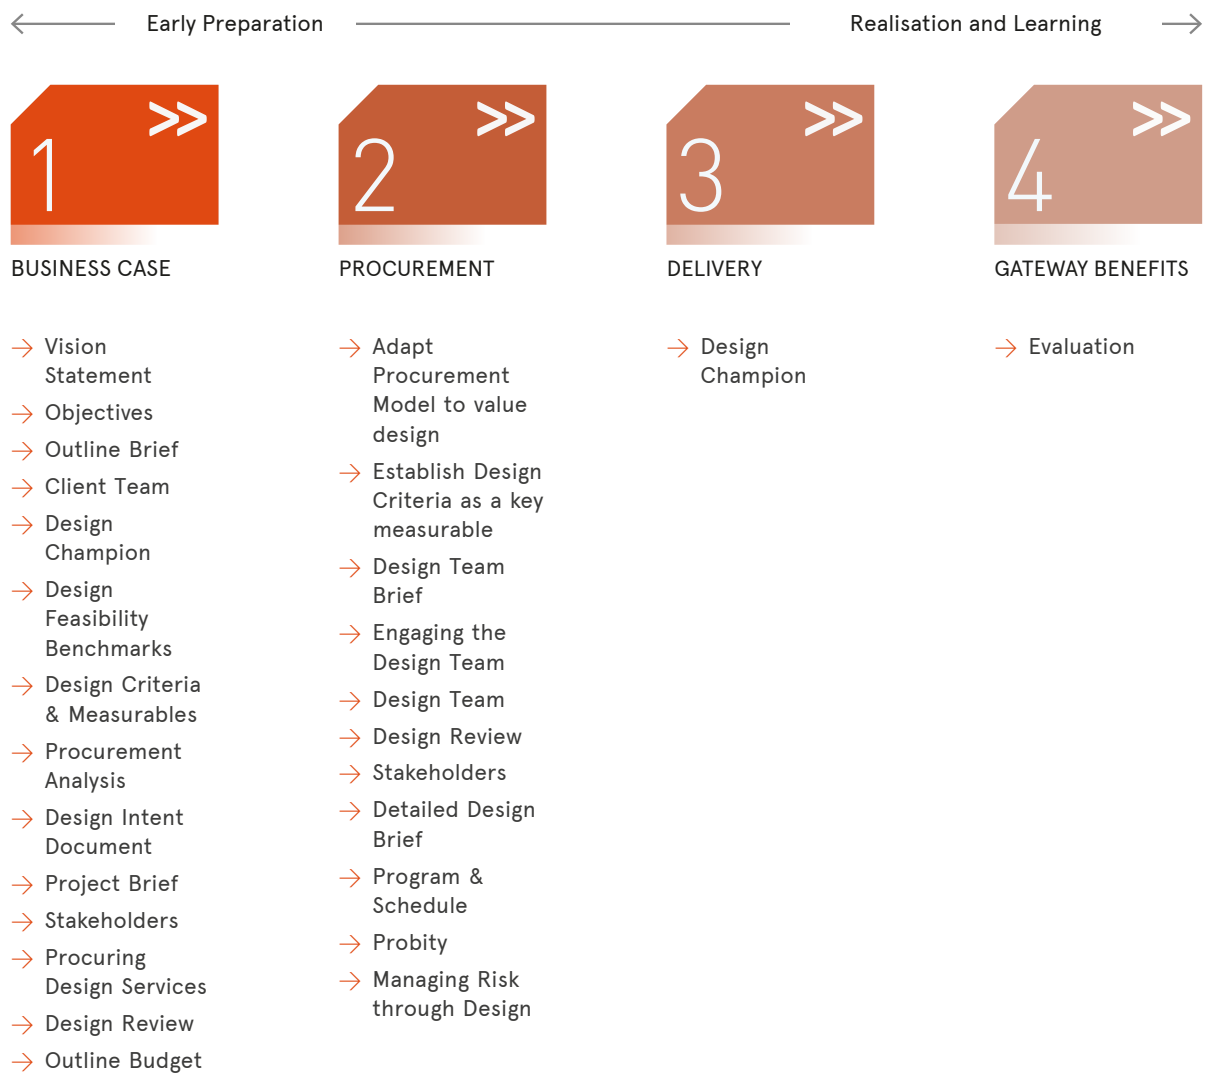 Early Preparation
Realisation and Learning
1
BUSINESS CASE
Vision
Statement
Objectives
Outline Brief
Client Team
Design
Champion
Design
Feasibility
Benchmarks
Design Criteria
& Measurables
Procurement
Analysis
Design Intent
Document
Project Brief
Stakeholders
Procuring
Design Services
Design Review
Outline Budget
2
PROCUREMENT
Adapt
Procurement
Model to value
design
Establish Design
Criteria as a key
measurable
Design Team
Brief
Engaging the
Design Team
Design Team
Design Review
Stakeholders
Detailed Design
Brief
Program &
Schedule
Probity
Managing Risk
through Design
3
DELIVERY
Design
Champion
4
GATEWAY BENEFITS
Evaluation